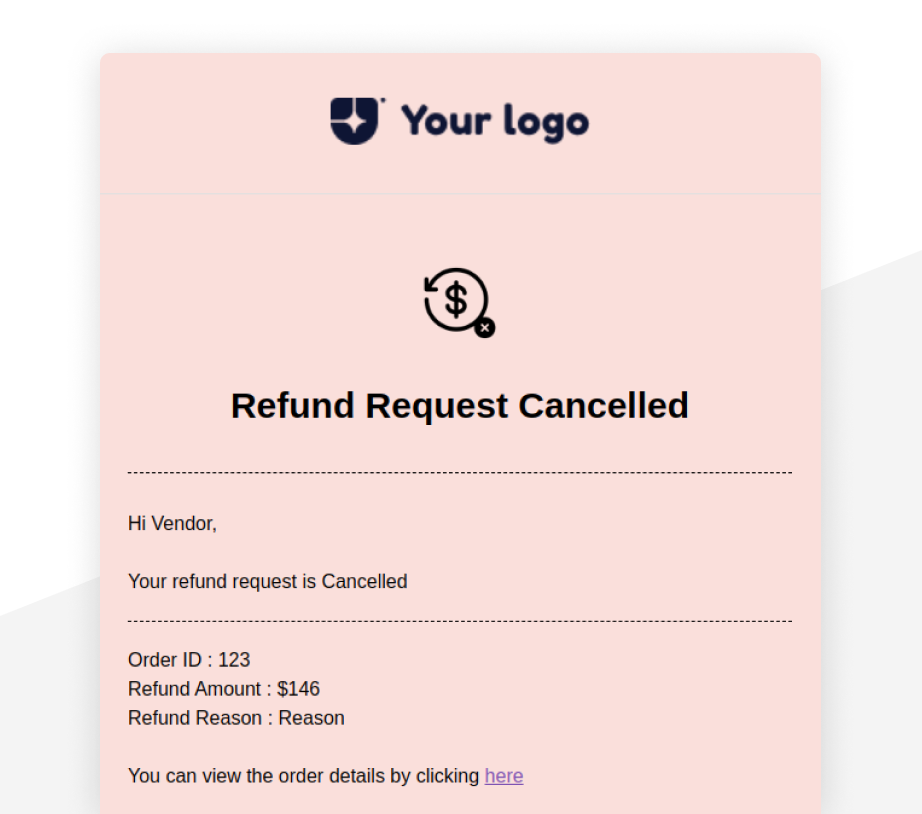 Your logo
Refund Request Cancelled
Hi Vendor,
Your refund request is Cancelled
Order ID : 123
Refund Amount : $146
Refund Reason : Reason
You can view the order details by clicking here